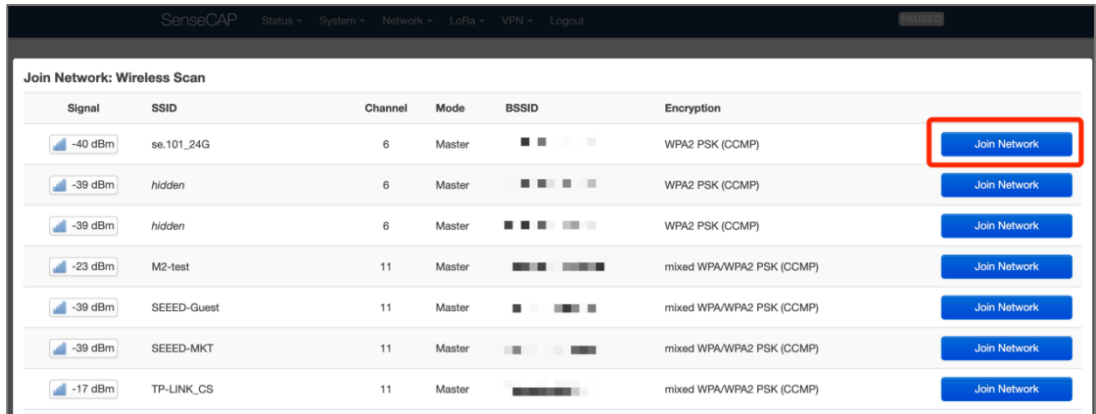 SenseCAP Status System Network LoRa VPN Logout PAUSED
Join Network: Wireless Scan
Signal SSID Channel Mode BSSID Encryption
-40 dBm se.101_24G 6 Master WPA2 PSK (CCMP) Join Network
-39 dBm hidden 6 Master WPA2 PSK (CCMP) Join Network
-39 dBm hidden 6 Master WPA2 PSK (CCMP) Join Network
-23 dBm M2-test 11 Master mixed WPA/WPA2 PSK (CCMP) Join Network
-39 dBm SEEED-Guest 11 Master mixed WPA/WPA2 PSK (CCMP) Join Network
-39 dBm SEEED-MKT 11 Master mixed WPA/WPA2 PSK (CCMP) Join Network
-17 dBm TP-LINK_CS 11 Master mixed WPA/WPA2 PSK (CCMP) Join Network